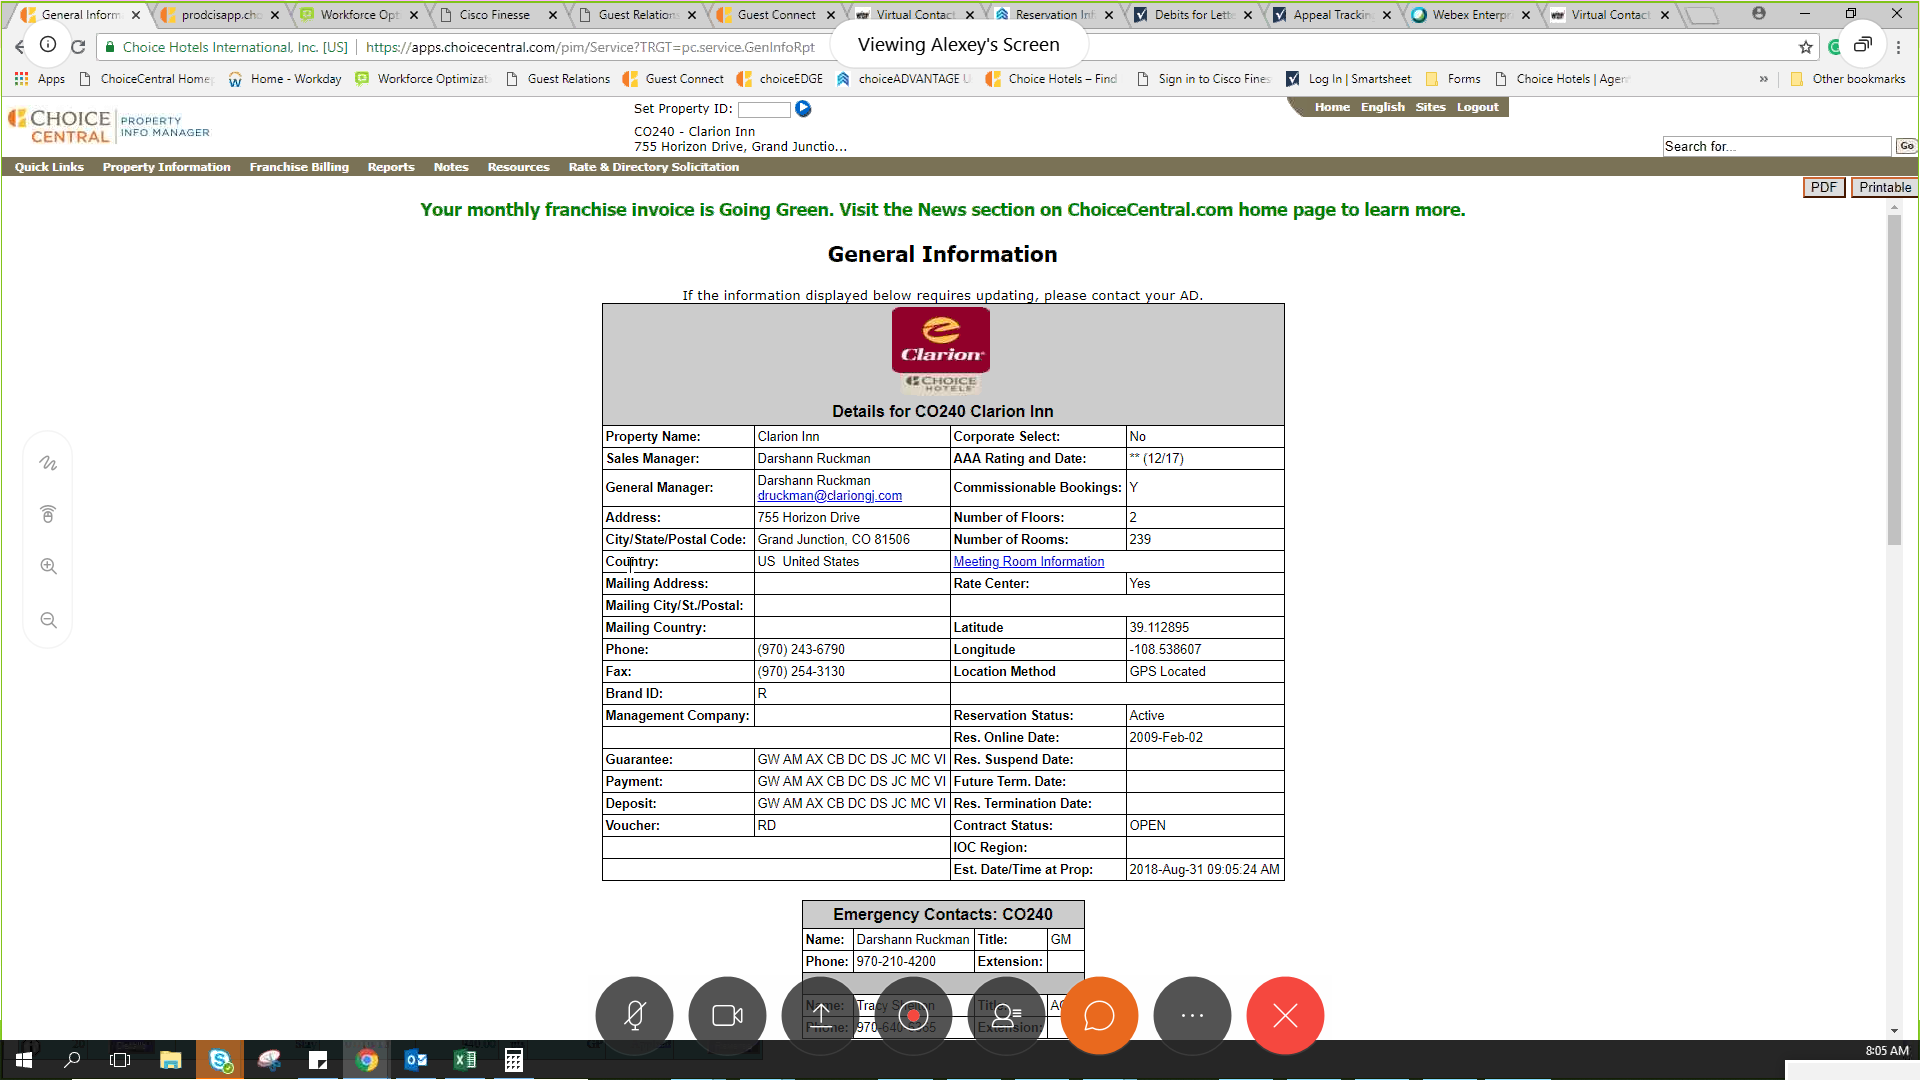 General Inform
prodcisapp.cho
Workforce Opt
Cisco Finesse
Guest Relations
Guest Connect
Virtual Contact
Reservation Inf
Debits for Lette
Appeal Tracking
Webex Enterpr
Virtual Contact
Choice Hotels International, Inc. [US] | https://apps.choicecentral.com/pim/Service?TRGT=pc.service.GenInfoRpt
Viewing Alexey's Screen
Apps
ChoiceCentral Home
Home - Workday
Workforce Optimizat
Guest Relations
Guest Connect
choiceEDGE
choiceADVANTAGE U
Choice Hotels – Find
Sign in to Cisco Fines
Log In | Smartsheet
Forms
Choice Hotels | Agen
» Other bookmarks
CHOICE CENTRAL
PROPERTY INFO MANAGER
Set Property ID:
CO240 - Clarion Inn
755 Horizon Drive, Grand Junctio...
Home English Sites Logout
Search for...
Go
Quick Links Property Information Franchise Billing Reports Notes Resources Rate & Directory Solicitation
PDF Printable
Your monthly franchise invoice is Going Green. Visit the News section on ChoiceCentral.com home page to learn more.
General Information
If the information displayed below requires updating, please contact your AD.
Clarion
CHOICE
HOTELS
Details for CO240 Clarion Inn
Property Name: Clarion Inn Corporate Select: No
Sales Manager: Darshann Ruckman AAA Rating and Date: ** (12/17)
General Manager: Darshann Ruckman druckman@clariongj.com Commissionable Bookings: Y
Address: 755 Horizon Drive Number of Floors: 2
City/State/Postal Code: Grand Junction, CO 81506 Number of Rooms: 239
Country: US United States Meeting Room Information
Mailing Address: Rate Center: Yes
Mailing City/St./Postal:
Mailing Country: Latitude 39.112895
Phone: (970) 243-6790 Longitude -108.538607
Fax: (970) 254-3130 Location Method GPS Located
Brand ID: R
Management Company: Reservation Status: Active
Res. Online Date: 2009-Feb-02
Guarantee: GW AM AX CB DC DS JC MC VI Res. Suspend Date:
Payment: GW AM AX CB DC DS JC MC VI Future Term. Date:
Deposit: GW AM AX CB DC DS JC MC VI Res. Termination Date:
Voucher: RD Contract Status: OPEN
IOC Region:
Est. Date/Time at Prop: 2018-Aug-31 09:05:24 AM
Emergency Contacts: CO240
Name: Darshann Ruckman Title: GM
Phone: 970-210-4200 Extension:
Name: Tracy Title:
Phone: Extension:
8:05 AM